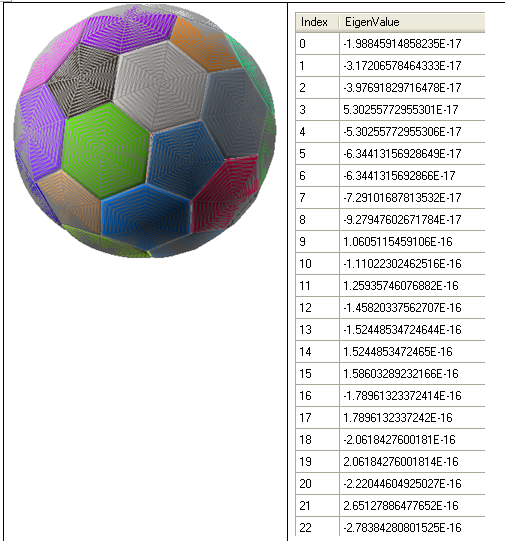 Index EigenValue
0 -1.98845914858235E-17
1 -3.17206578464333E-17
2 -3.97691829716478E-17
3 5.30255772955301E-17
4 -5.30255772955306E-17
5 -6.34413156928649E-17
6 -6.3441315692866E-17
7 -7.29101687813532E-17
8 -9.27947602671784E-17
9 1.0605115459106E-16
10 -1.11022302462516E-16
11 1.25935746076882E-16
12 -1.45820337562707E-16
13 -1.52448534724644E-16
14 1.5244853472465E-16
15 1.58603289232166E-16
16 -1.78961323372414E-16
17 1.7896132337242E-16
18 -2.0618427600181E-16
19 2.06184276001814E-16
20 -2.22044604925027E-16
21 2.65127886477652E-16
22 -2.78384280801525E-16